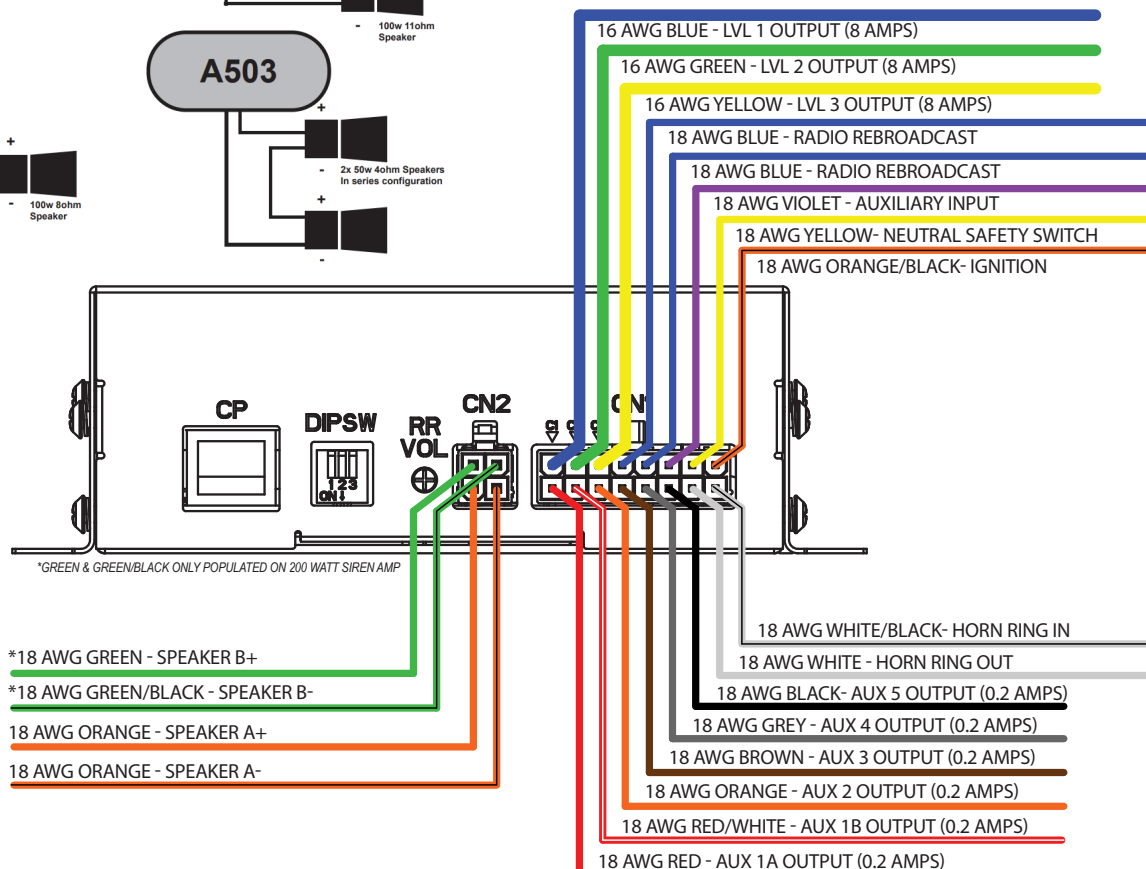 - 100w 11ohm
Speaker
A503
+
- 2x 50w 4ohm Speakers
In series configuration
+
-
+
- 100w 8ohm
Speaker
16 AWG BLUE - LVL 1 OUTPUT (8 AMPS)
16 AWG GREEN - LVL 2 OUTPUT (8 AMPS)
16 AWG YELLOW - LVL 3 OUTPUT (8 AMPS)
18 AWG BLUE - RADIO REBROADCAST
18 AWG BLUE - RADIO REBROADCAST
18 AWG VIOLET - AUXILIARY INPUT
18 AWG YELLOW- NEUTRAL SAFETY SWITCH
18 AWG ORANGE/BLACK- IGNITION
CP
DIPSW
1 2 3
ON
RR
VOL
CN2
C1
*GREEN & GREEN/BLACK ONLY POPULATED ON 200 WATT SIREN AMP
*18 AWG GREEN - SPEAKER B+
*18 AWG GREEN/BLACK - SPEAKER B-
18 AWG ORANGE - SPEAKER A+
18 AWG ORANGE - SPEAKER A-
18 AWG WHITE/BLACK- HORN RING IN
18 AWG WHITE - HORN RING OUT
18 AWG BLACK- AUX 5 OUTPUT (0.2 AMPS)
18 AWG GREY - AUX 4 OUTPUT (0.2 AMPS)
18 AWG BROWN - AUX 3 OUTPUT (0.2 AMPS)
18 AWG ORANGE - AUX 2 OUTPUT (0.2 AMPS)
18 AWG RED/WHITE - AUX 1B OUTPUT (0.2 AMPS)
18 AWG RED - AUX 1A OUTPUT (0.2 AMPS)